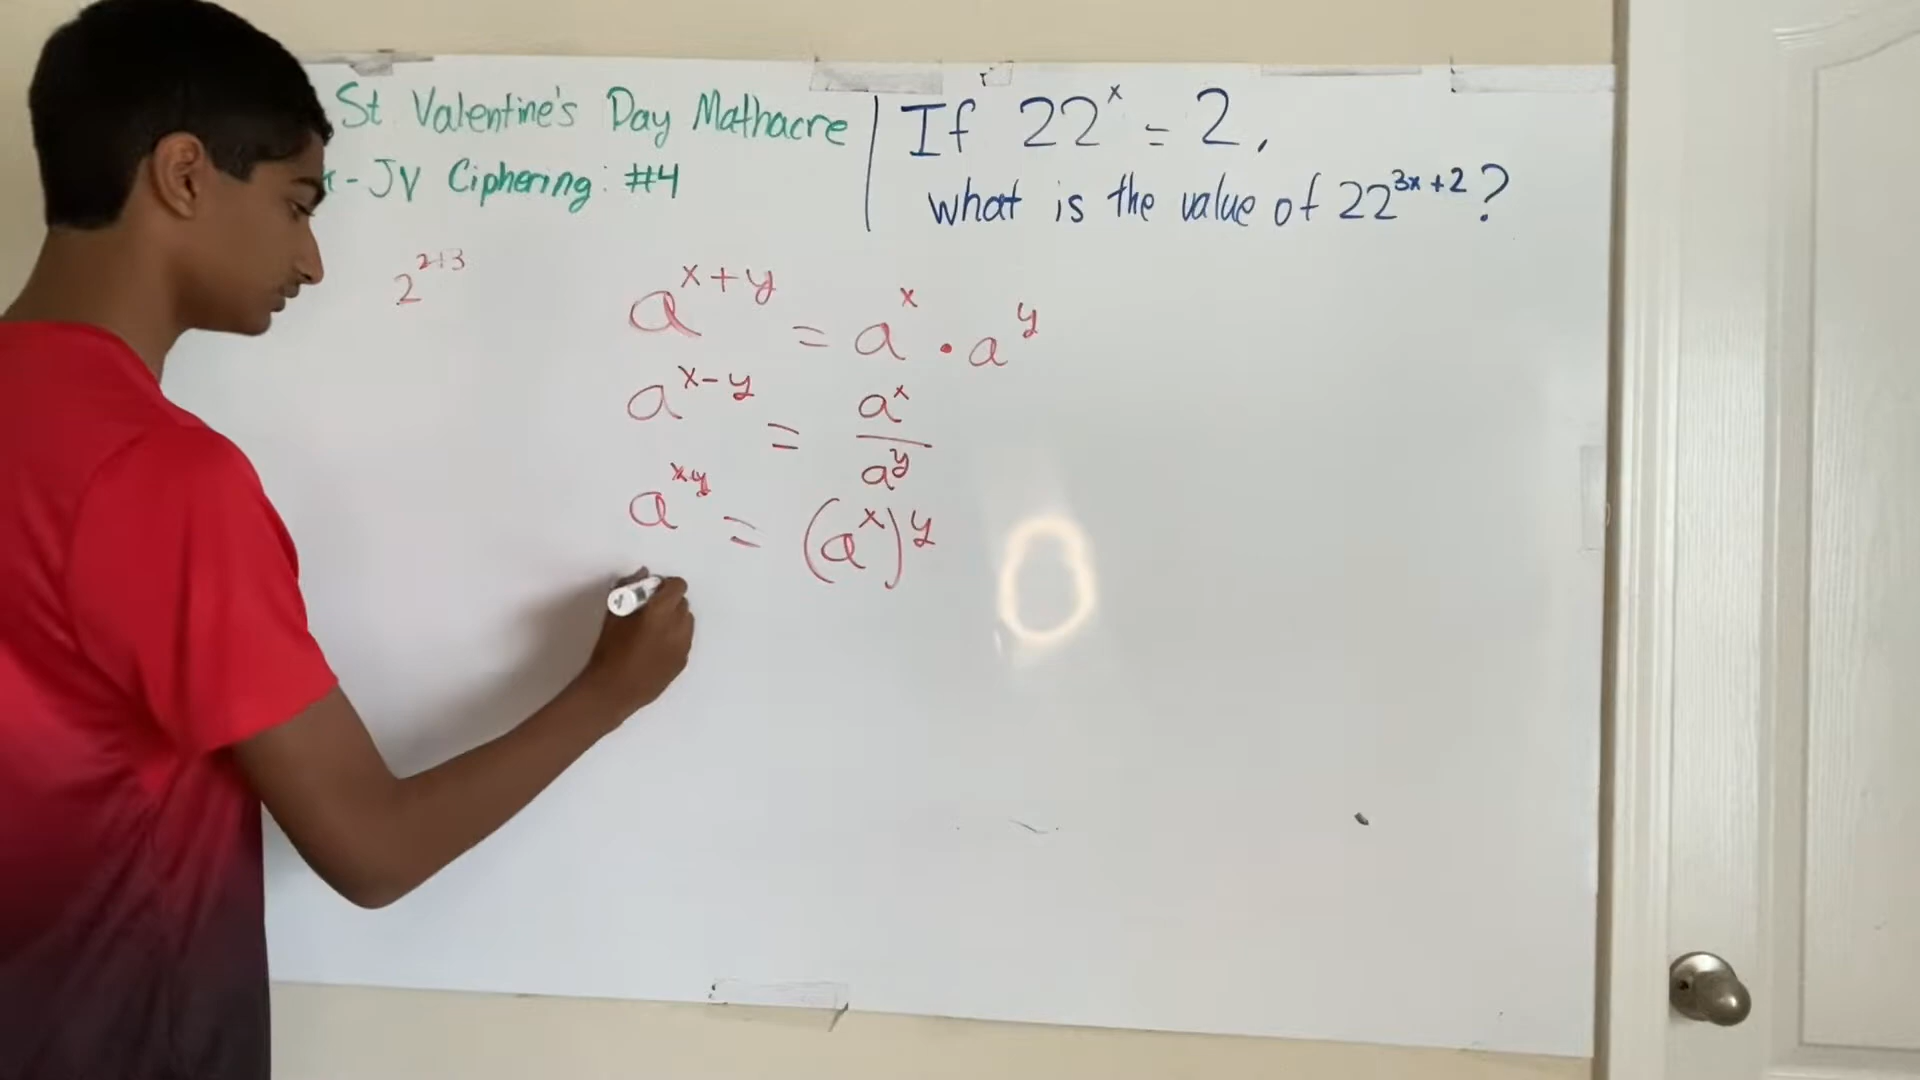 St Valentine's Day Mathacre
- JV Ciphering: #4
If 22^x = 2,
what is the value of 22^{3x+2}?
2^{2+3}
a^{x+y} = a^x · a^y
a^{x-y} = \frac{a^x}{a^y}
a^{xy} = (a^x)^y